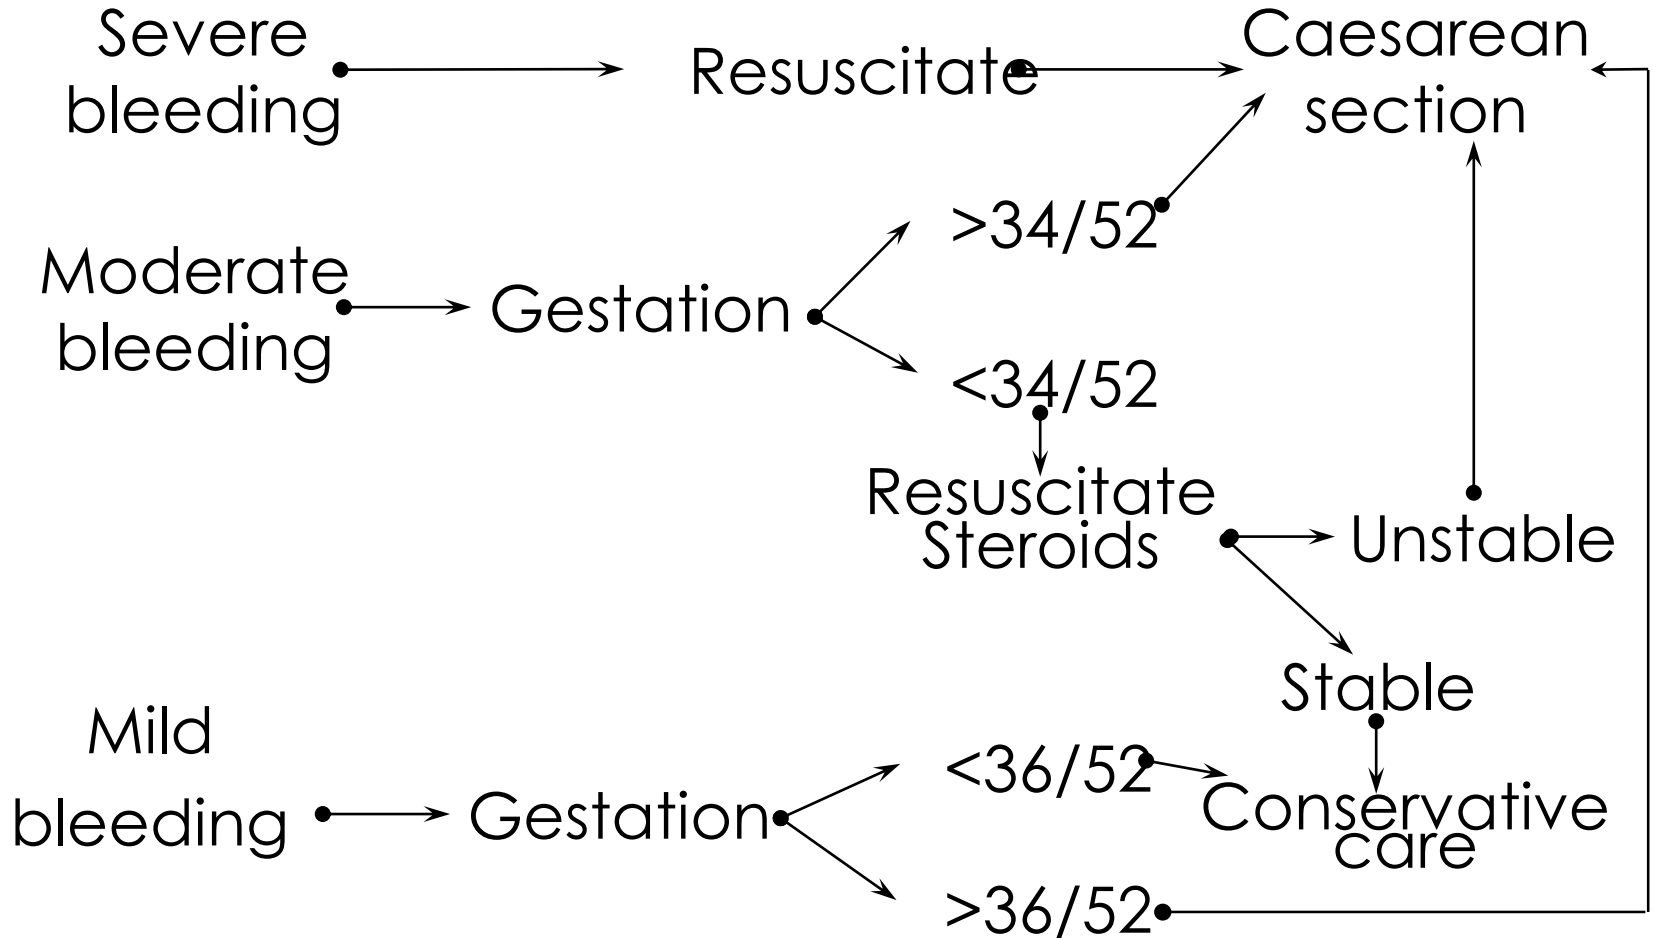 Severe
bleeding
Resuscitate
Caesarean
section
>34/52
Moderate
bleeding
Gestation
<34/52
Resuscitate
Steroids
Unstable
Stable
Mild
bleeding
Gestation
<36/52
Conservative
care
>36/52